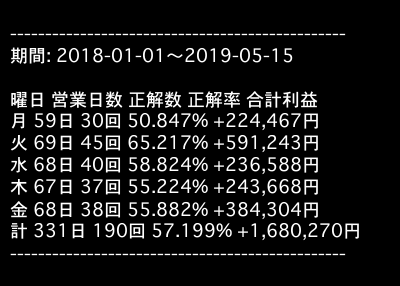 ------------------------------------------------
期間: 2018-01-01〜2019-05-15
曜日 営業日数 正解数 正解率 合計利益
月 59日 30回 50.847% +224,467円
火 69日 45回 65.217% +591,243円
水 68日 40回 58.824% +236,588円
木 67日 37回 55.224% +243,668円
金 68日 38回 55.882% +384,304円
計 331日 190回 57.199% +1,680,270円
------------------------------------------------